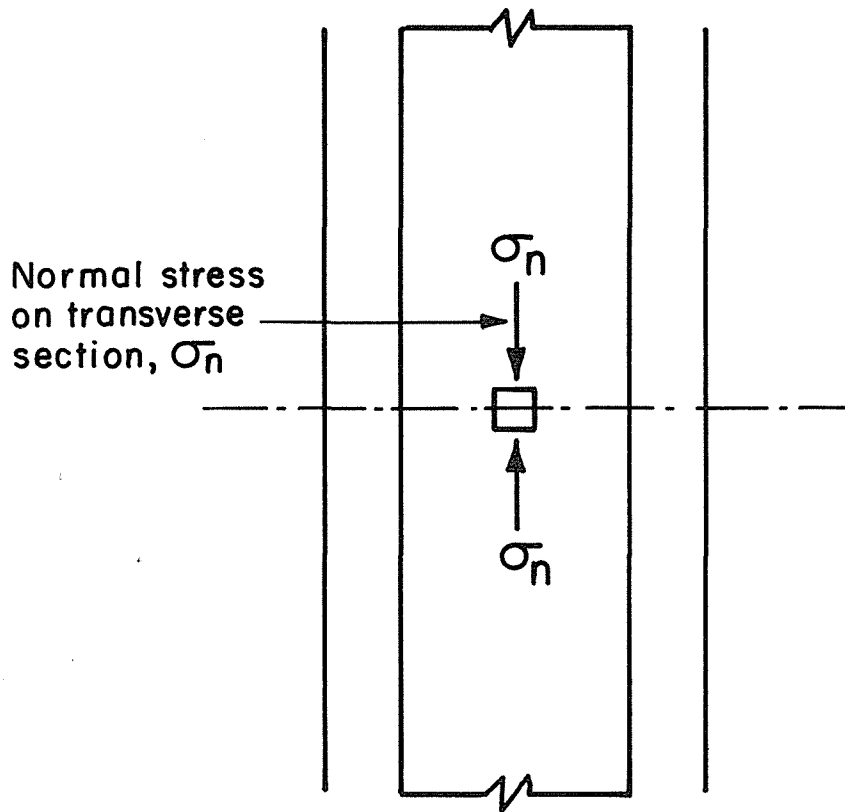 σn
Normal stress
on transverse
section, σn
σn